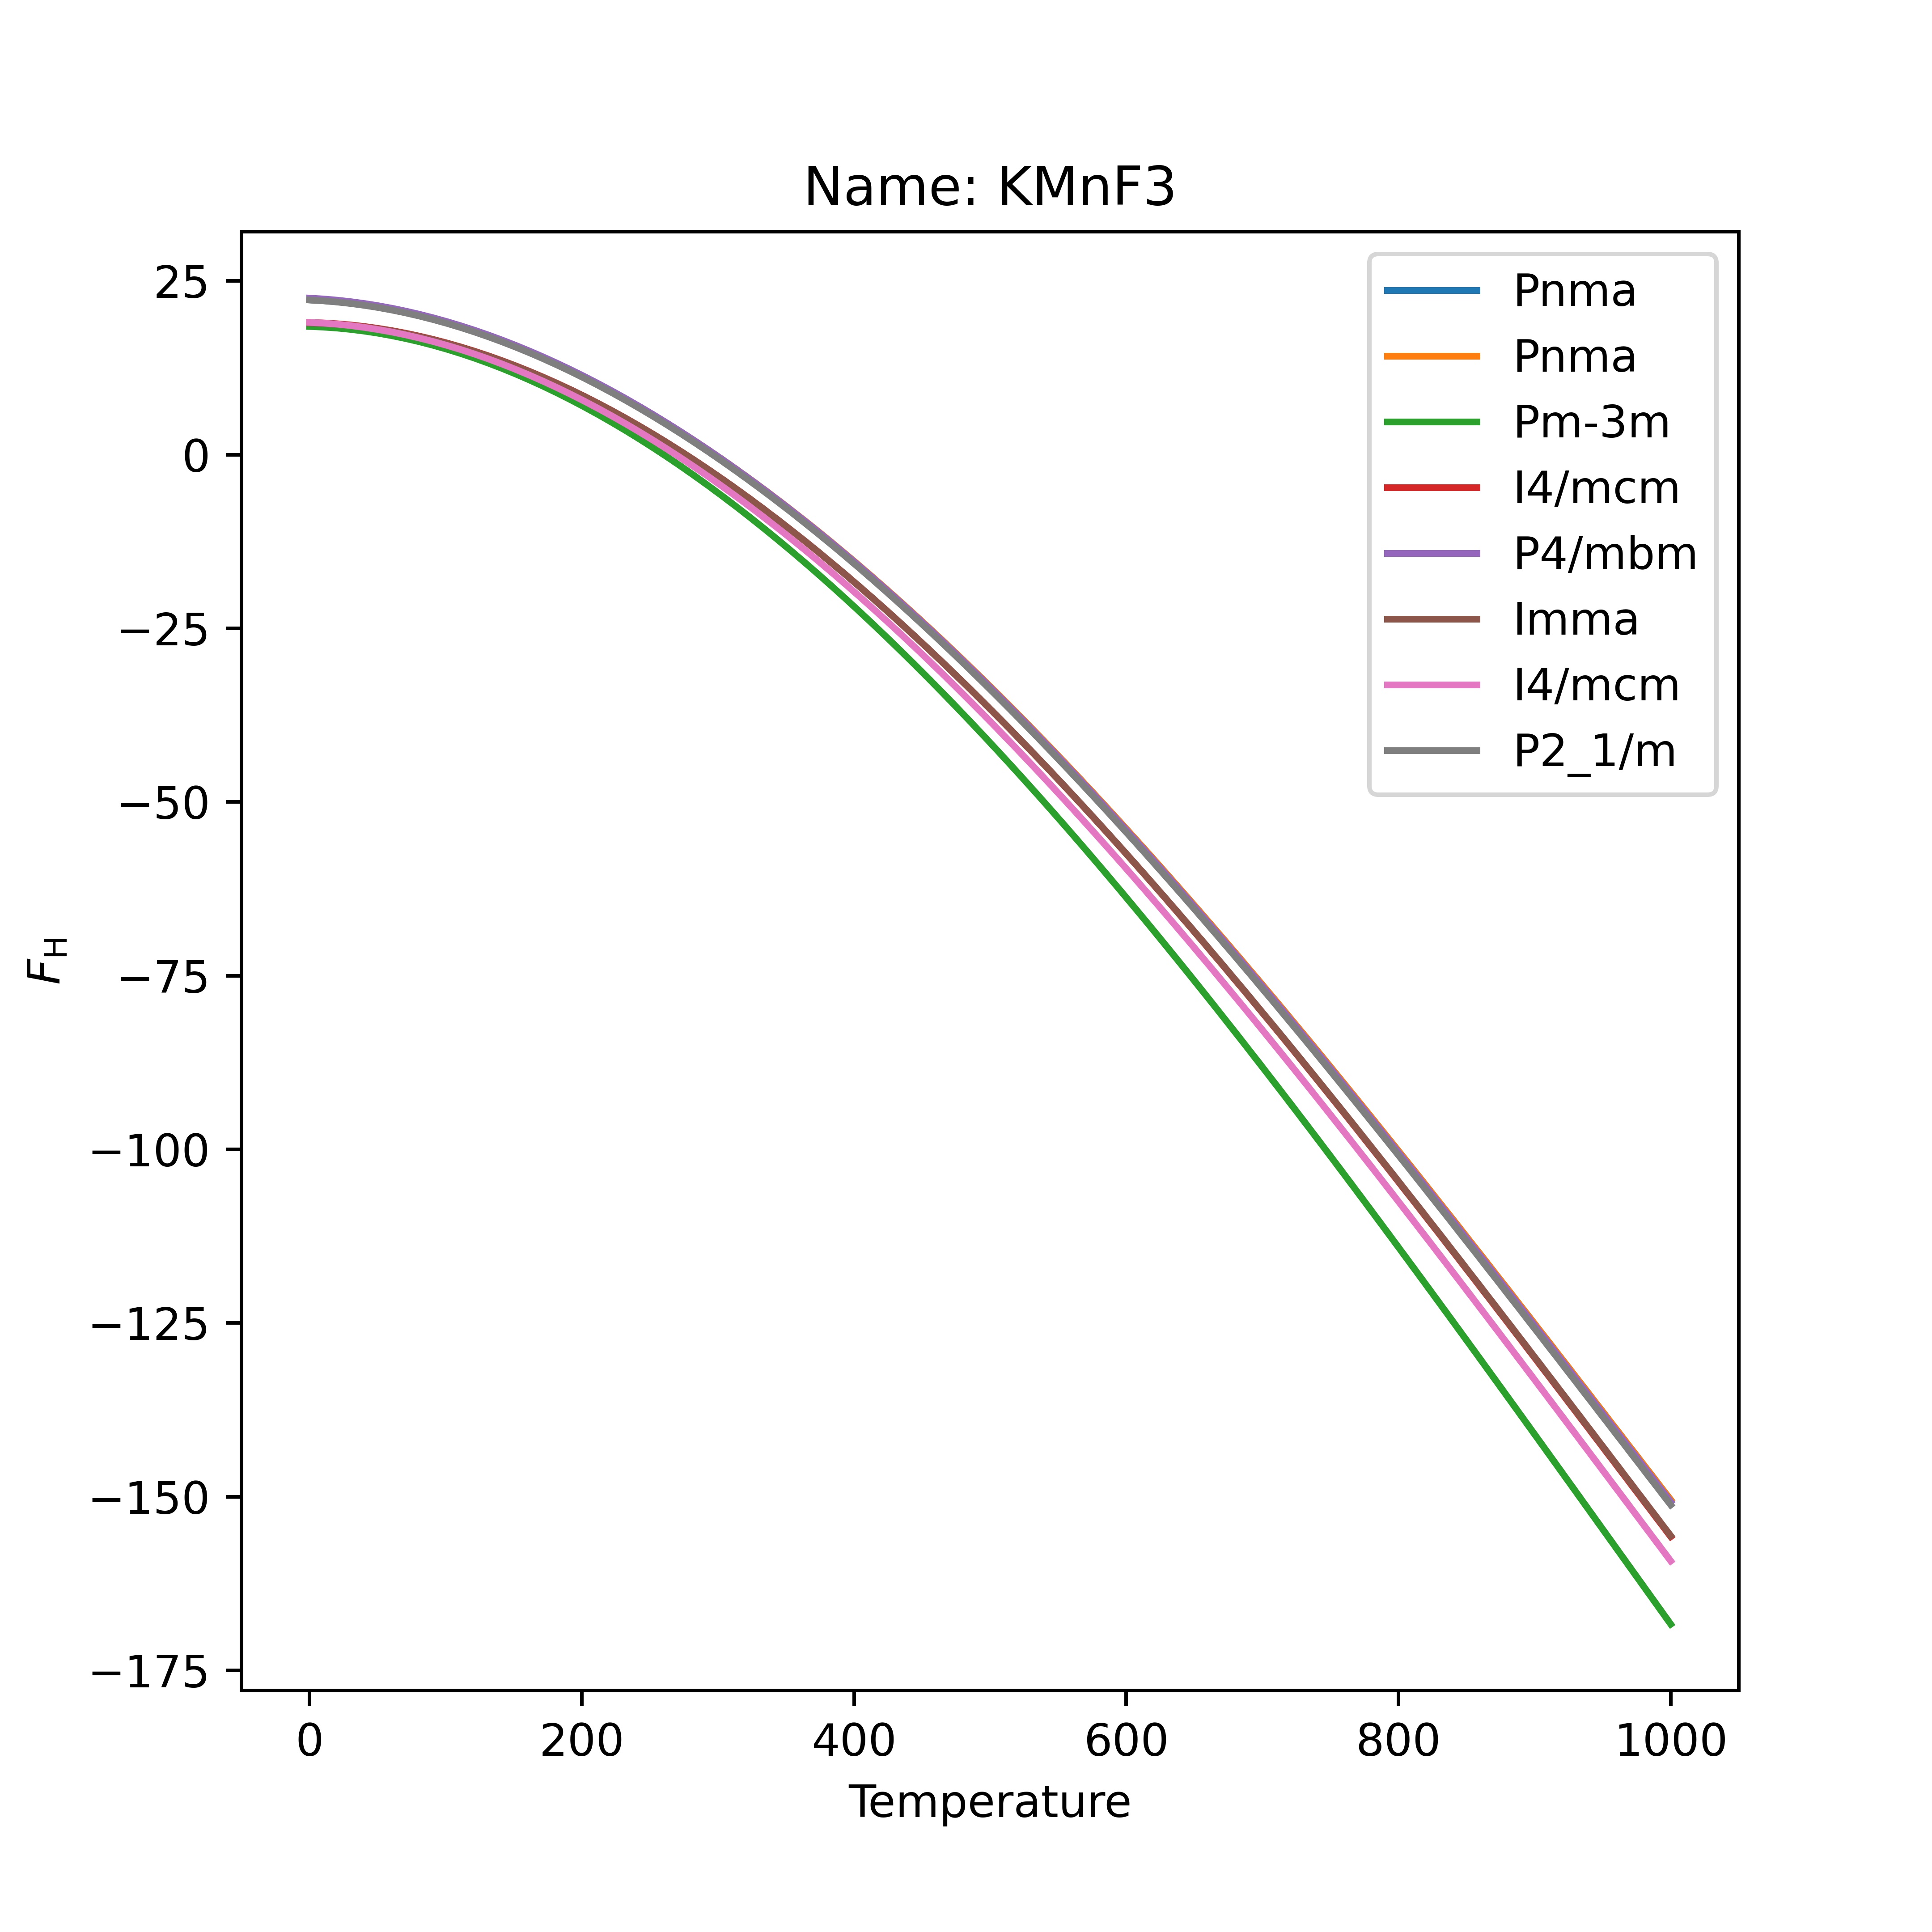 Name: KMnF3
25
0
−25
−50
−75
−100
−125
−150
−175
F_H
Pnma
Pnma
Pm-3m
I4/mcm
P4/mbm
Imma
I4/mcm
P2_1/m
0 200 400 600 800 1000
Temperature